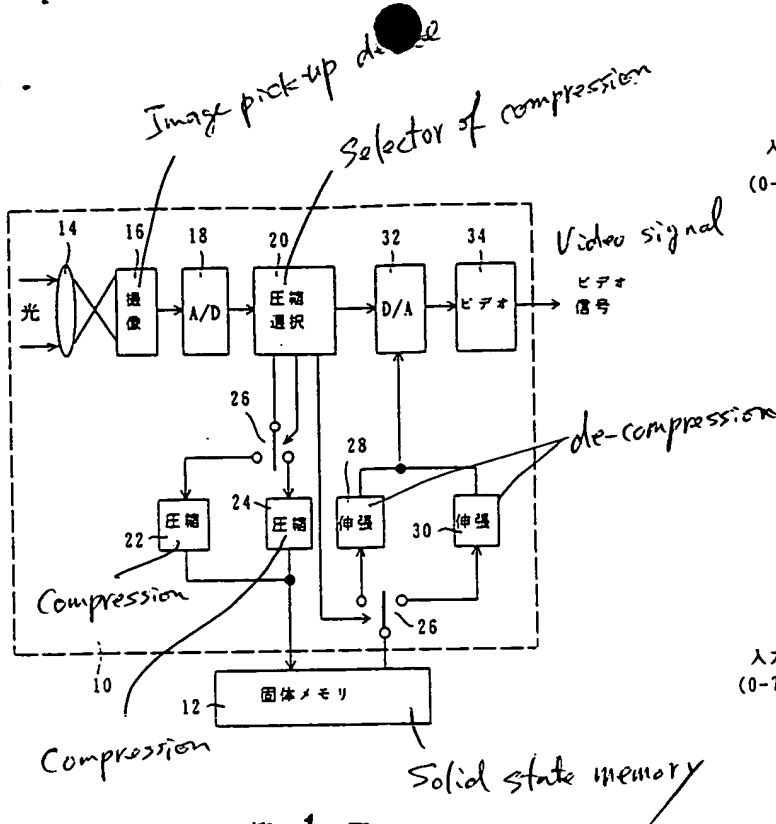 Image pick-up
Selector of compression
Video signal
14
16
18
20
32
34
光
撮像
A/D
圧縮
選択
D/A
ビデオ
ビデオ
信号
26
22
圧縮
24
圧縮
28
伸張
30
伸張
de-compression
Compression
26
10
12
固体メモリ
Compression
Solid state memory